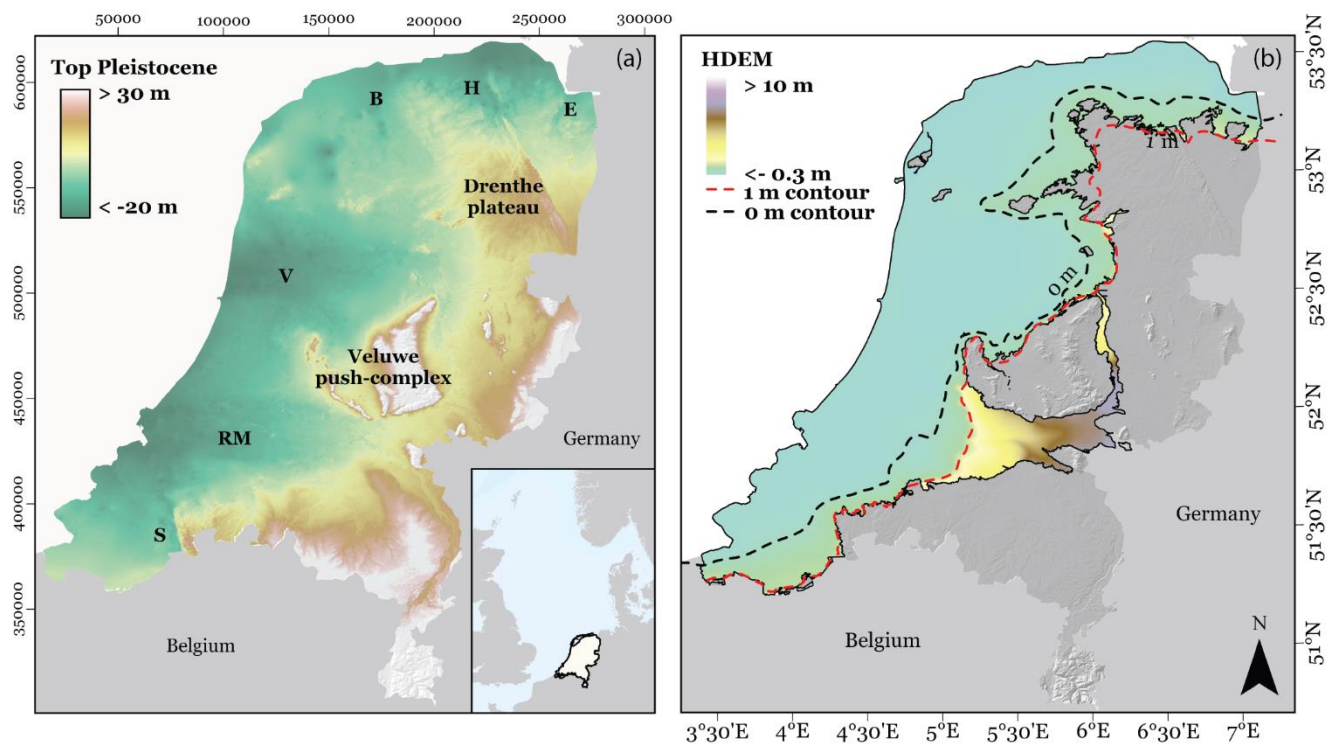 50000 100000 150000 200000 250000 300000
(a)
Top Pleistocene
> 30 m
< -20 m
600000
550000
500000
450000
400000
350000
B
H
E
Drenthe
plateau
V
Veluwe
push-complex
RM
S
Germany
Belgium
(b)
HDEM
> 10 m
<- 0.3 m
1 m contour
0 m contour
1 m
0 m
Germany
Belgium
N
53°30'N
53°N
52°30'N
52°N
51°30'N
51°N
3°30'E 4°E 4°30'E 5°E 5°30'E 6°E 6°30'E 7°E